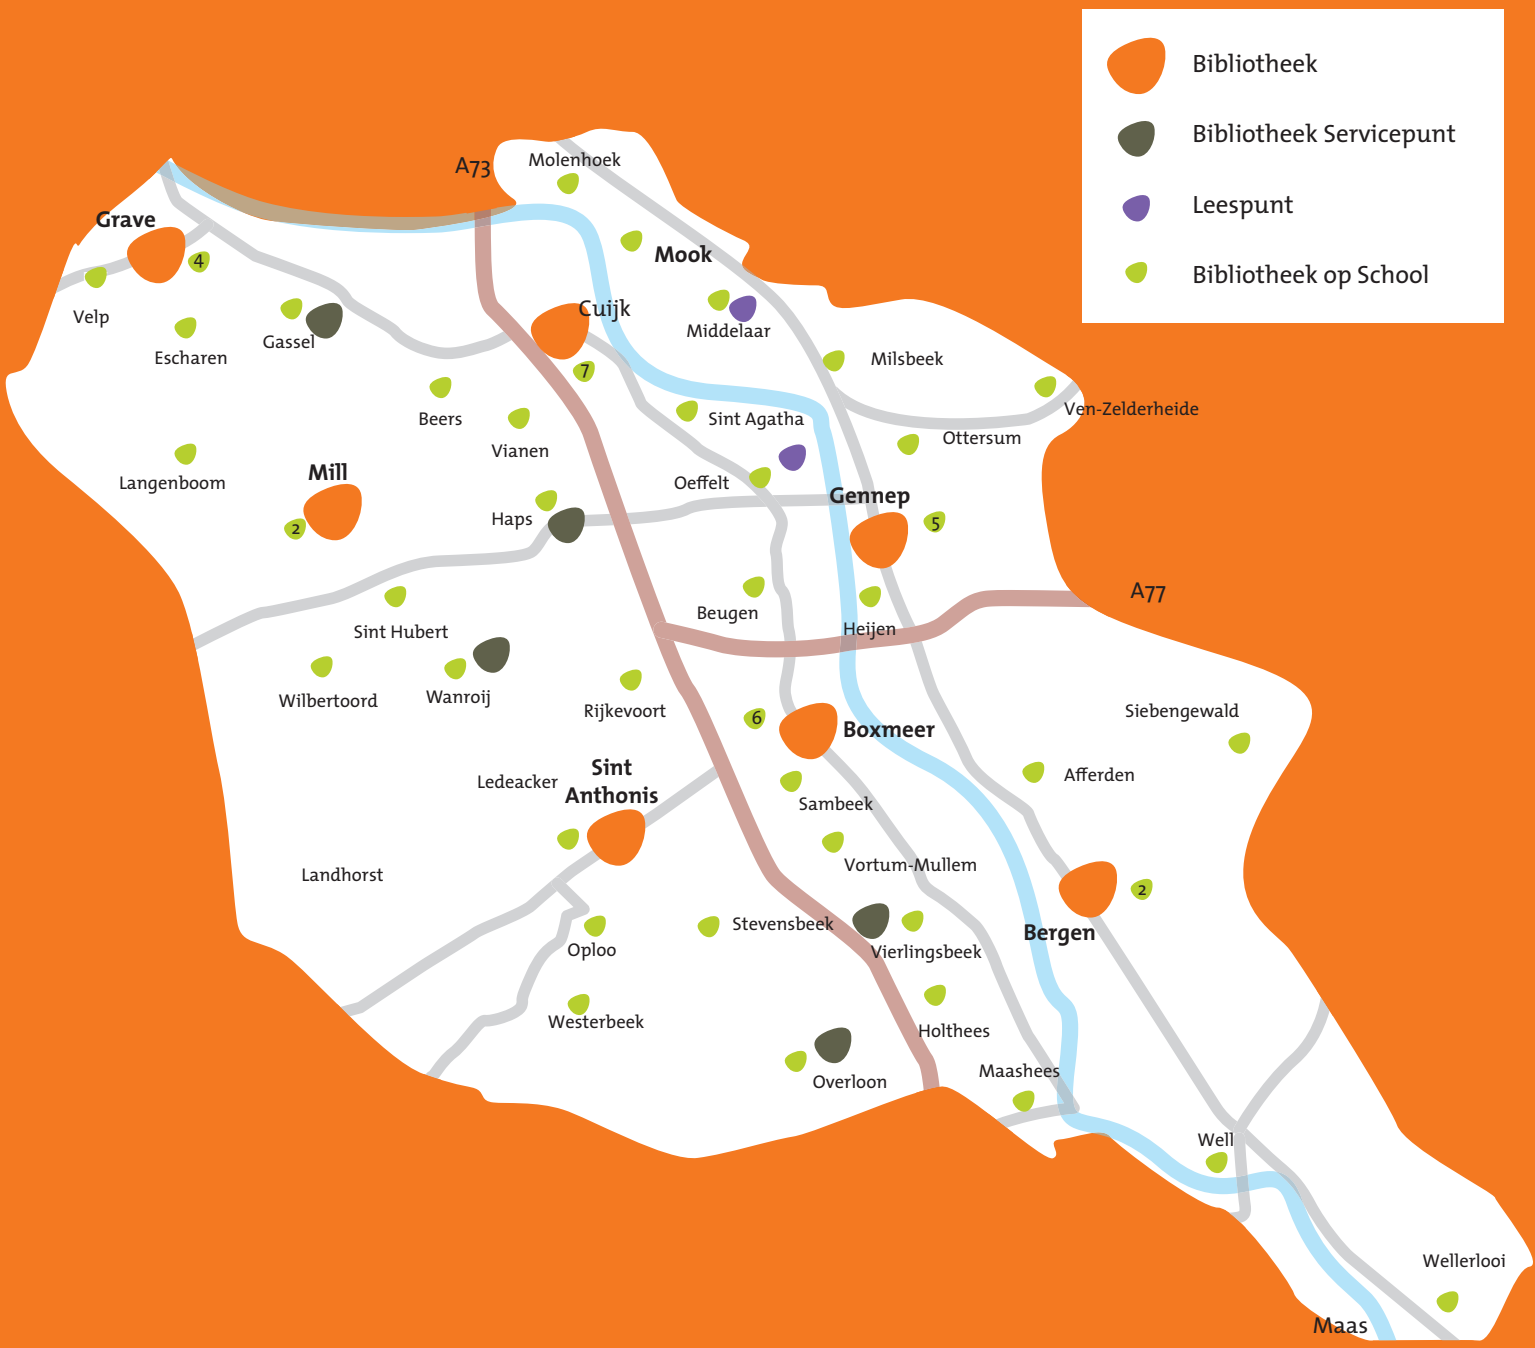 Bibliotheek
Bibliotheek Servicepunt
Leespunt
Bibliotheek op School
A73
Molenhoek
Grave
4
Mook
Velp
Cuijk
Gassel
Middelaar
Escharen
Milsbeek
7
Ven-Zelderheide
Beers
Sint Agatha
Vianen
Ottersum
Langenboom
Mill
Oeffelt
Gennep
2
Haps
5
A77
Beugen
Sint Hubert
Heijen
Wilbertoord
Wanroij
Rijkevoort
6
Boxmeer
Siebengewald
Sint
Anthonis
Ledeacker
Afferden
Sambeek
Landhorst
Vortum-Mullem
2
Stevensbeek
Bergen
Oploo
Vierlingsbeek
Westerbeek
Holthees
Overloon
Maashees
Well
Wellerlooi
Maas